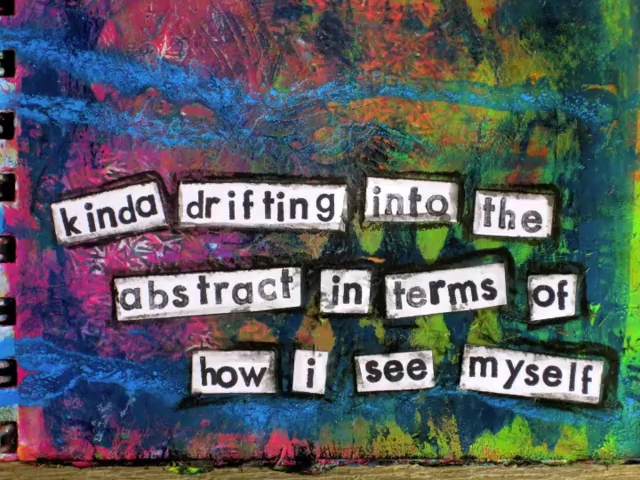 kinda drifting into the
abstract in terms of
how i see myself